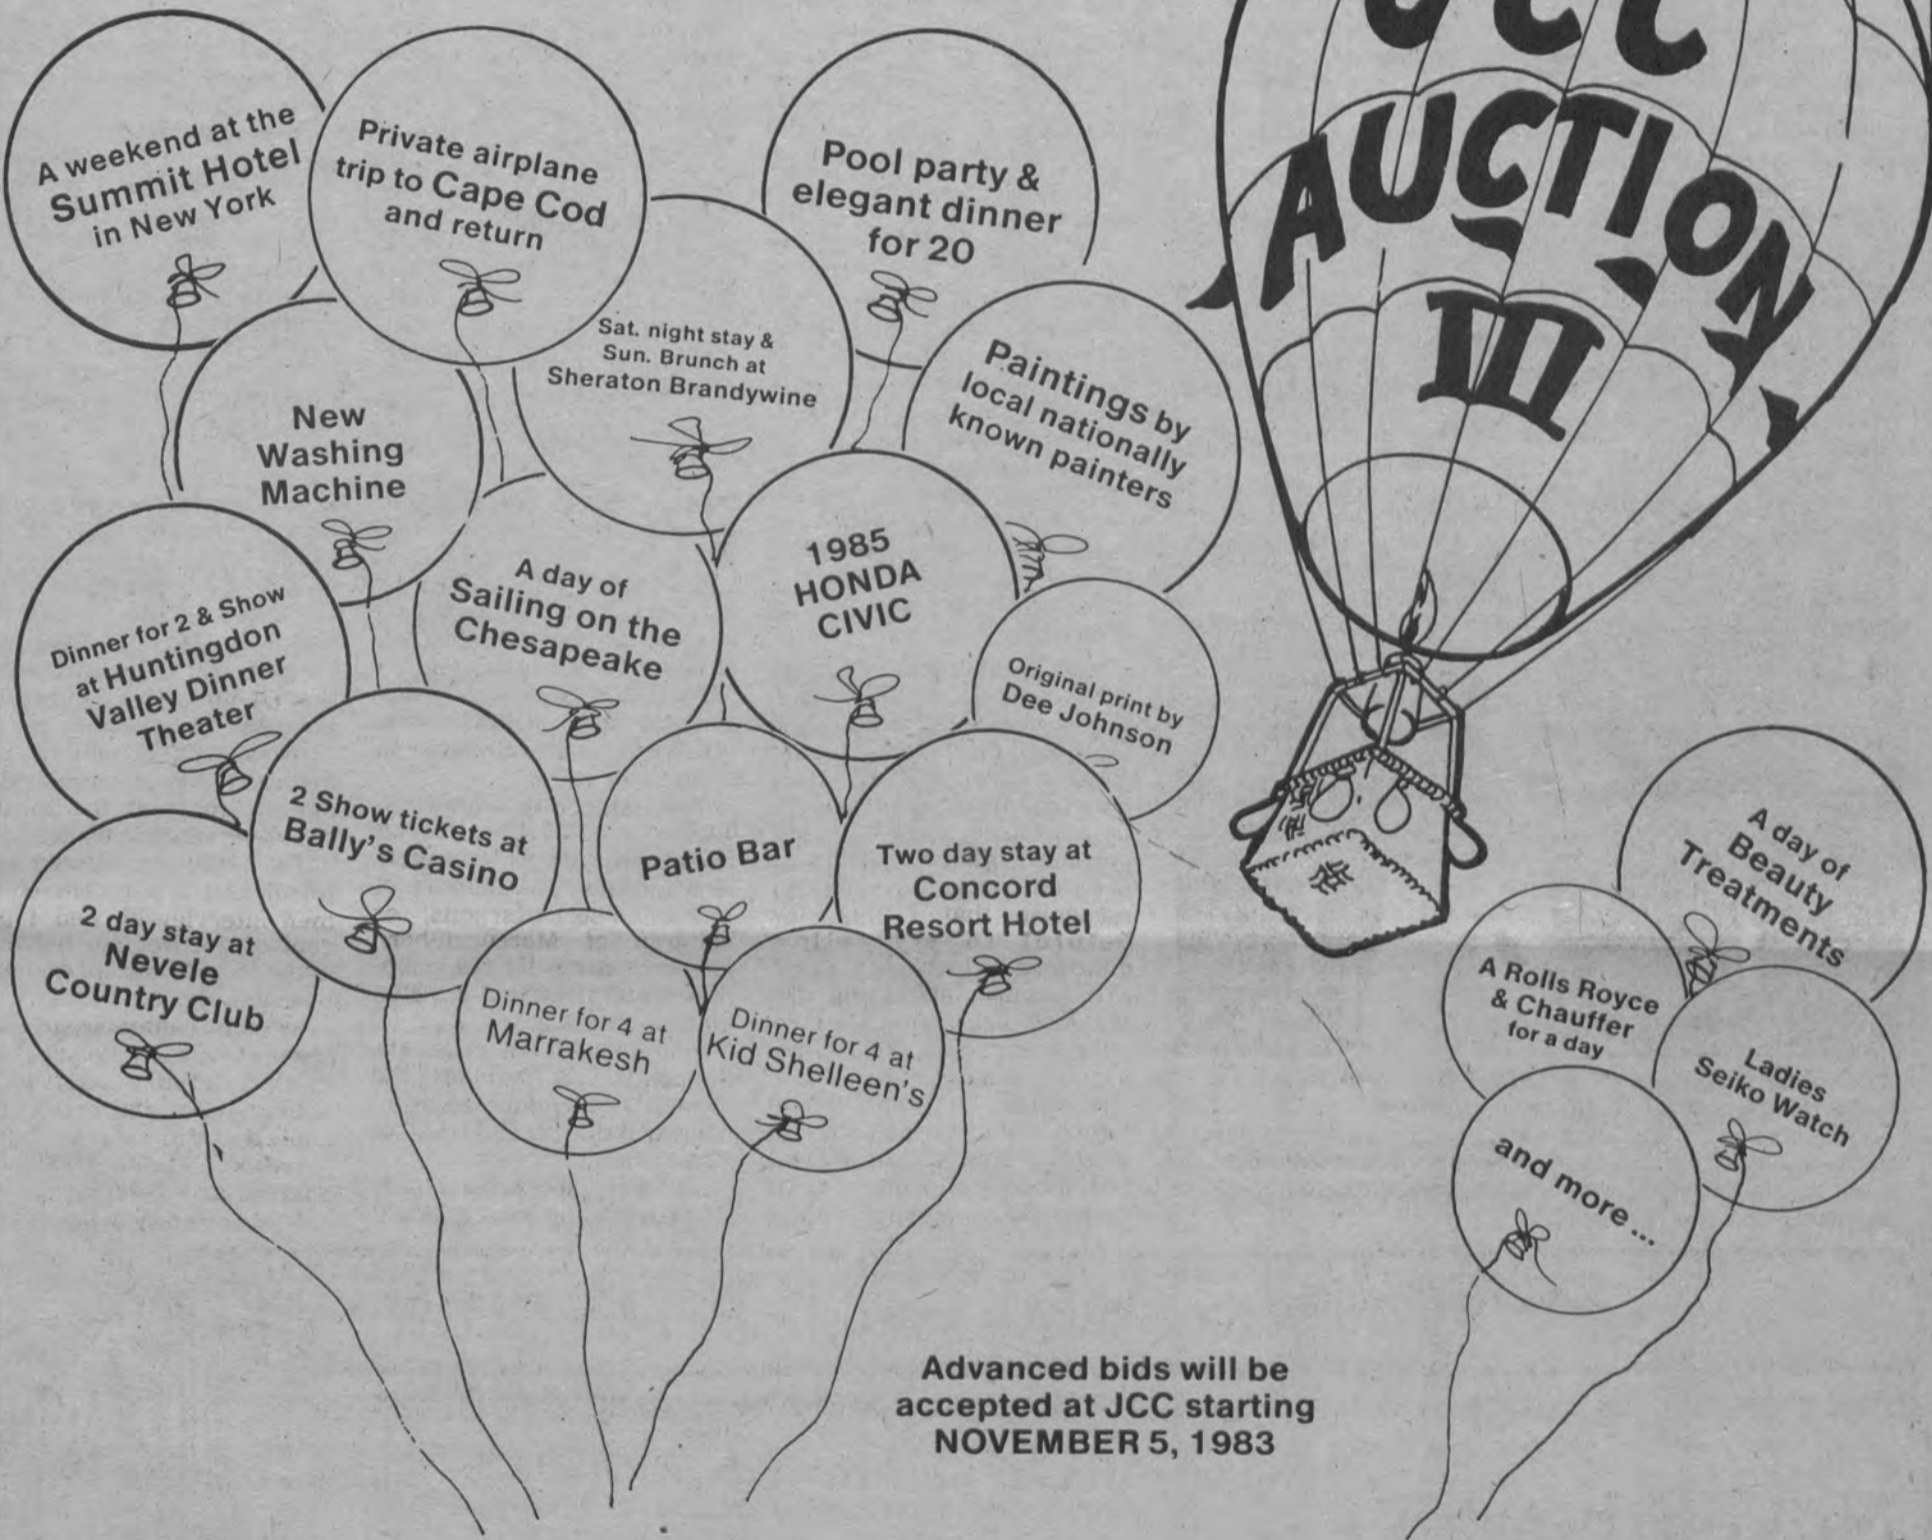 JCC
AUCTION
III
A weekend at the
Summit Hotel
in New York
Private airplane
trip to Cape Cod
and return
Pool party &
elegant dinner
for 20
Sat. night stay &
Sun. Brunch at
Sheraton Brandywine
Paintings by
local nationally
known painters
New
Washing
Machine
1985
HONDA
CIVIC
A day of
Sailing on the
Chesapeake
Dinner for 2 & Show
at Huntingdon
Valley Dinner
Theater
Original print by
Dee Johnson
2 Show tickets at
Bally's Casino
Patio Bar
Two day stay at
Concord
Resort Hotel
2 day stay at
Nevele
Country Club
Dinner for 4 at
Marrakesh
Dinner for 4 at
Kid Shelleen's
A day of
Beauty
Treatments
A Rolls Royce
& Chauffer
for a day
Ladies
Seiko Watch
and more ...
Advanced bids will be
accepted at JCC starting
NOVEMBER 5, 1983